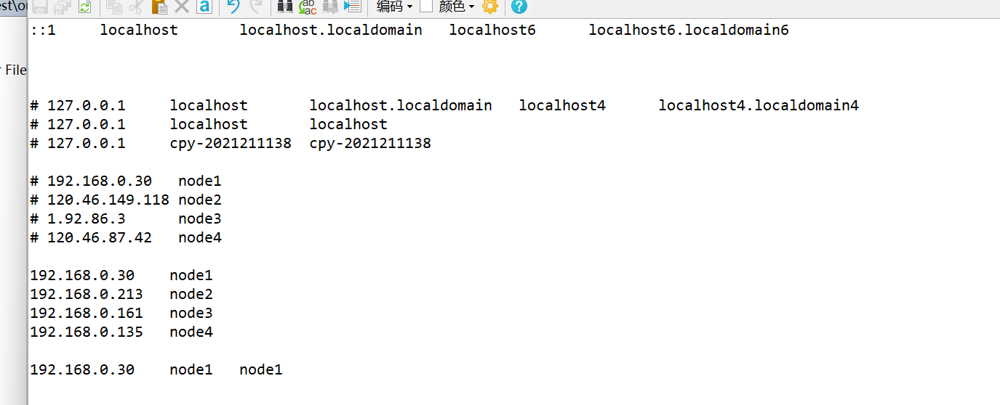 est\ou
编码 颜色
::1 localhost localhost.localdomain localhost6 localhost6.localdomain6
r File
# 127.0.0.1 localhost localhost.localdomain localhost4 localhost4.localdomain4
# 127.0.0.1 localhost localhost
# 127.0.0.1 cpy-2021211138 cpy-2021211138
# 192.168.0.30 node1
# 120.46.149.118 node2
# 1.92.86.3 node3
# 120.46.87.42 node4
192.168.0.30 node1
192.168.0.213 node2
192.168.0.161 node3
192.168.0.135 node4
192.168.0.30 node1 node1